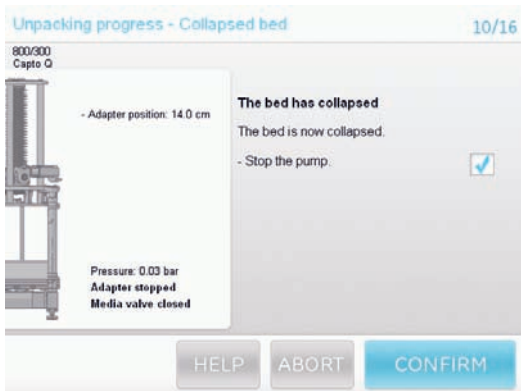 Unpacking progress - Collapsed bed
10/16
800/300
Capto Q
- Adapter position: 14.0 cm
The bed has collapsed
The bed is now collapsed.
- Stop the pump.
Pressure: 0.03 bar
Adapter stopped
Media valve closed
HELP
ABORT
CONFIRM